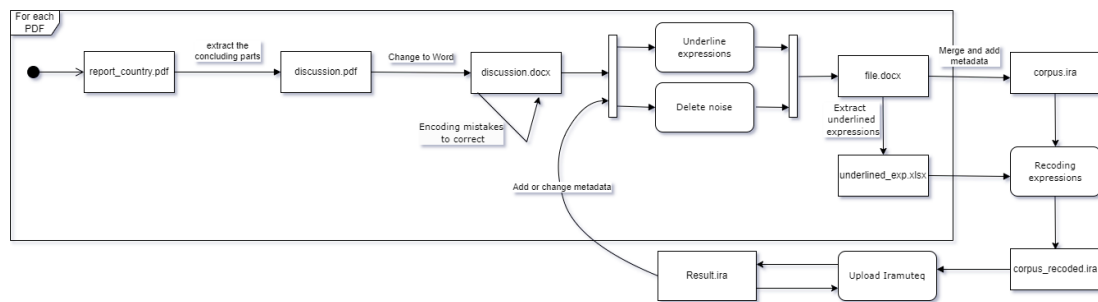 For each
PDF
report_country.pdf
extract the
concluding parts
discussion.pdf
Change to Word
discussion.docx
Encoding mistakes
to correct
Underline
expressions
Delete noise
file.docx
Merge and add
metadata
corpus.ira
Extract
underlined
expressions
underlined_exp.xlsx
Recoding
expressions
corpus_recoded.ira
Upload Iramuteq
Result.ira
Add or change metadata